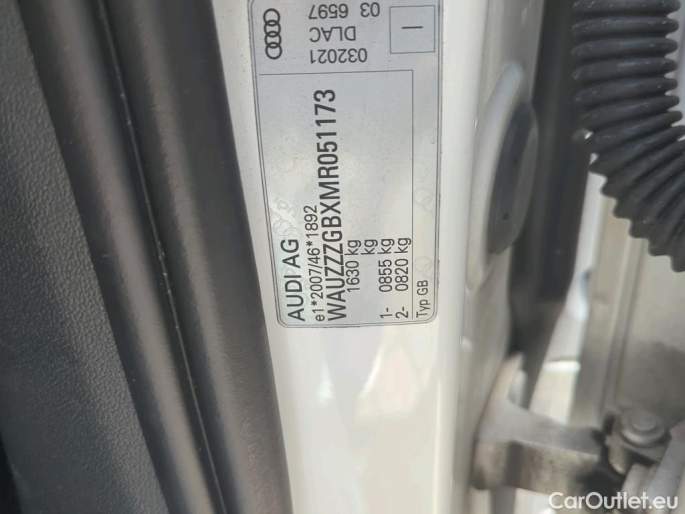 AUDI AG
e1*2007/46*1892
WAUZZZGBXMR051173
1630 kg
kg
1- 0855 kg
2- 0820 kg
Typ GB
032021
DLAC
03 6597
CarOutlet.eu